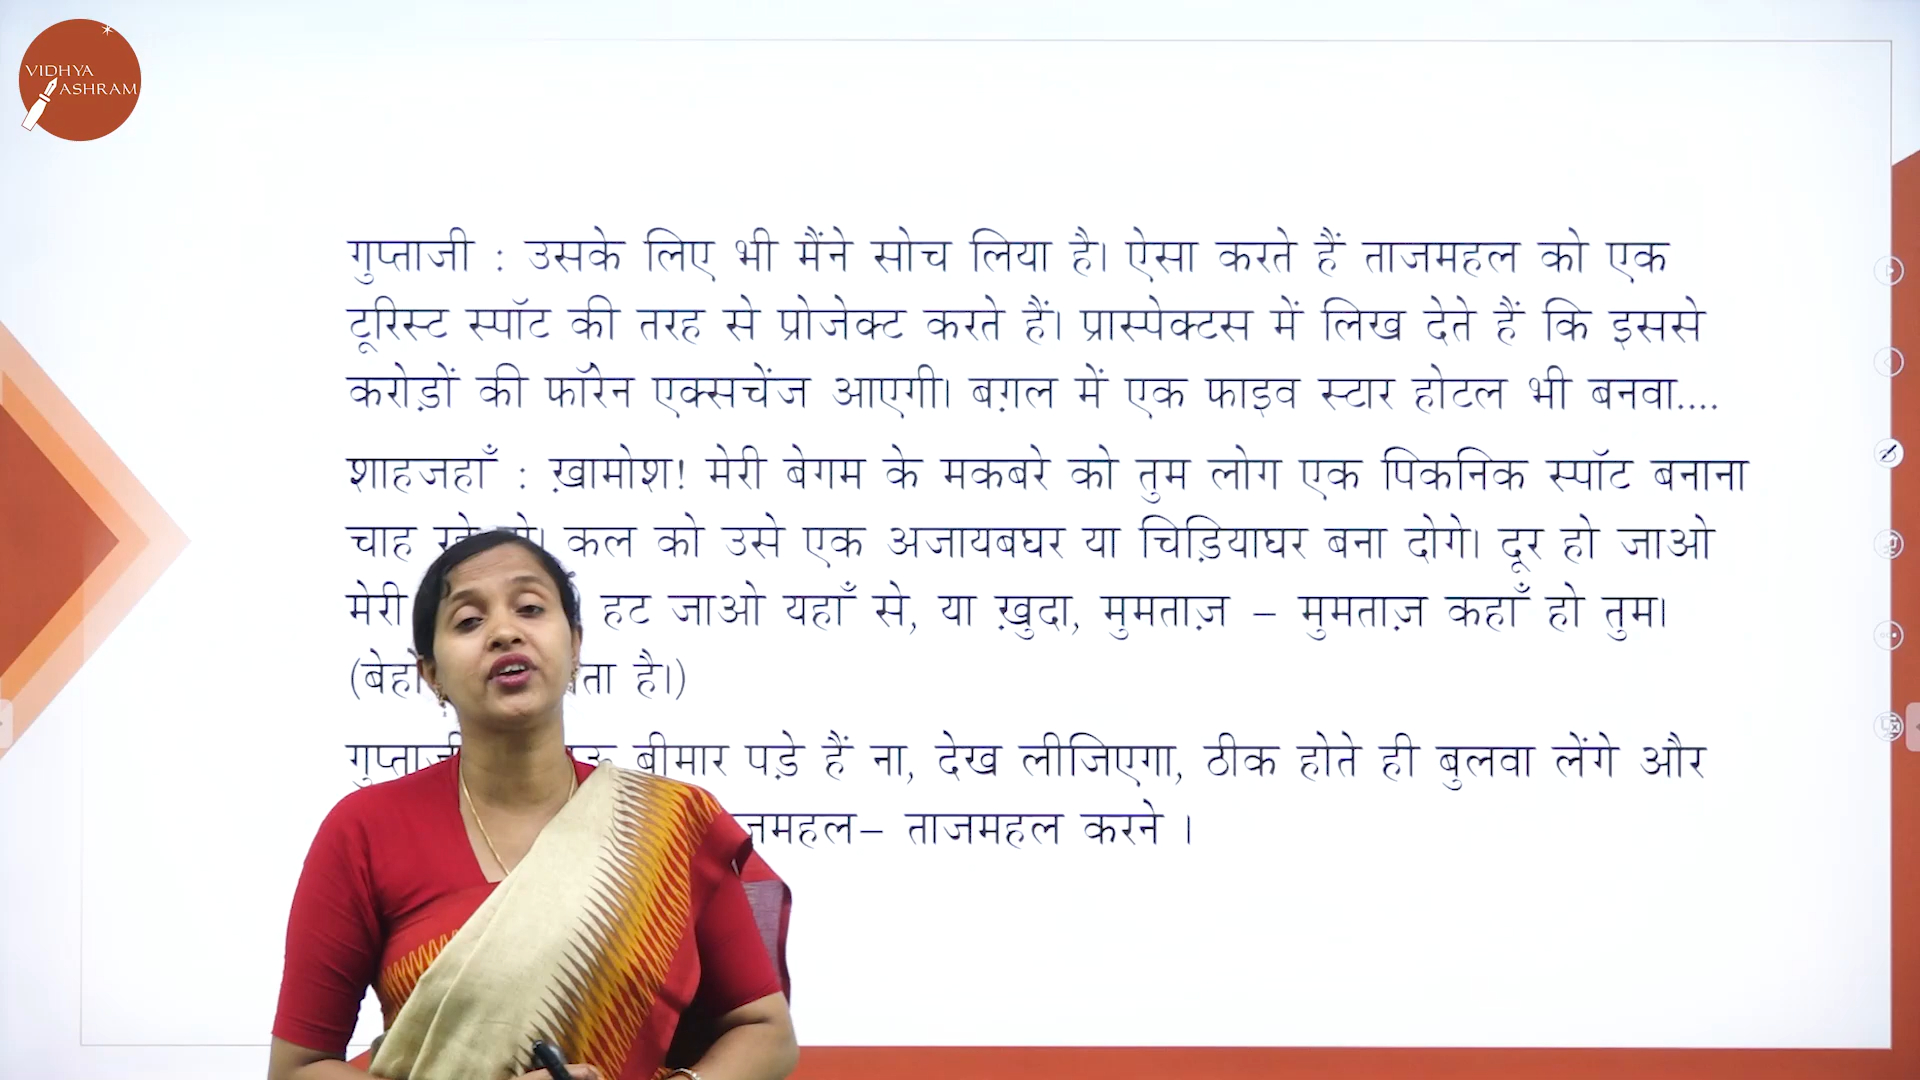 VIDHYA
ASHRAM
गुप्ताजी : उसके लिए भी मैंने सोच लिया है। ऐसा करते हैं ताजमहल को एक
टूरिस्ट स्पॉट की तरह से प्रोजेक्ट करते हैं। प्रास्पेक्टस में लिख देते हैं कि इससे
करोड़ों की फॉरेन एक्सचेंज आएगी। बग़ल में एक फाइव स्टार होटल भी बनवा....
शाहजहाँ : ख़ामोश! मेरी बेगम के मकबरे को तुम लोग एक पिकनिक स्पॉट बनाना
चाह कल को उसे एक अजायबघर या चिड़ियाघर बना दोगे। दूर हो जाओ
मेरी हट जाओ यहाँ से, या ख़ुदा, मुमताज़ – मुमताज़ कहाँ हो तुम।
है।)
बीमार पड़े हैं ना, देख लीजिएगा, ठीक होते ही बुलवा लेंगे और
ताजमहल करने ।